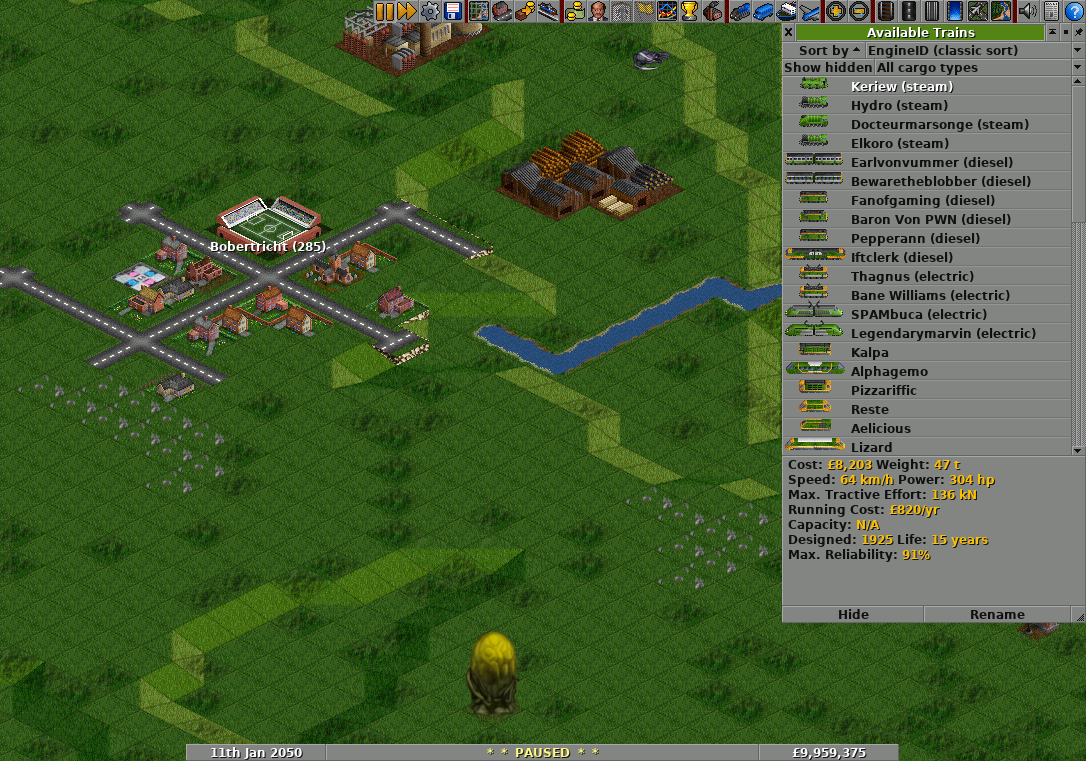 Available Trains
Sort by EngineID (classic sort)
Show hidden All cargo types
Keriew (steam)
Hydro (steam)
Docteurmarsonge (steam)
Elkoro (steam)
Earlvonvummer (diesel)
Bewaretheblobber (diesel)
Fanofgaming (diesel)
Baron Von PWN (diesel)
Pepperann (diesel)
Iftclerk (diesel)
Thagnus (electric)
Bane Williams (electric)
SPAMbuca (electric)
Legendarymarvin (electric)
Kalpa
Alphagemo
Pizzariffic
Reste
Aelicious
Lizard
Cost: £8,203 Weight: 47 t
Speed: 64 km/h Power: 304 hp
Max. Tractive Effort: 136 kN
Running Cost: £820/yr
Capacity: N/A
Designed: 1925 Life: 15 years
Max. Reliability: 91%
Hide Rename
Bobertricht (285)
11th Jan 2050 * * PAUSED * * £9,959,375